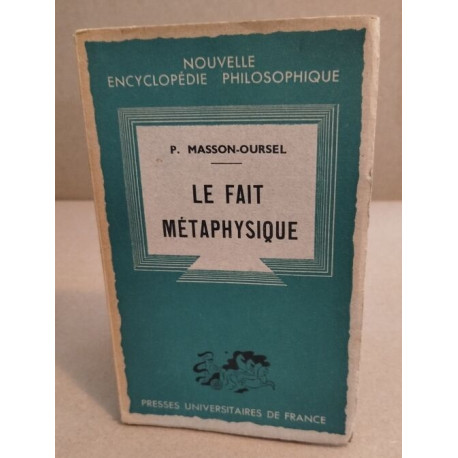 NOUVELLE
ENCYCLOPÉDIE PHILOSOPHIQUE
P. MASSON-OURSEL
LE FAIT
MÉTAPHYSIQUE
PRESSES UNIVERSITAIRES DE FRANCE